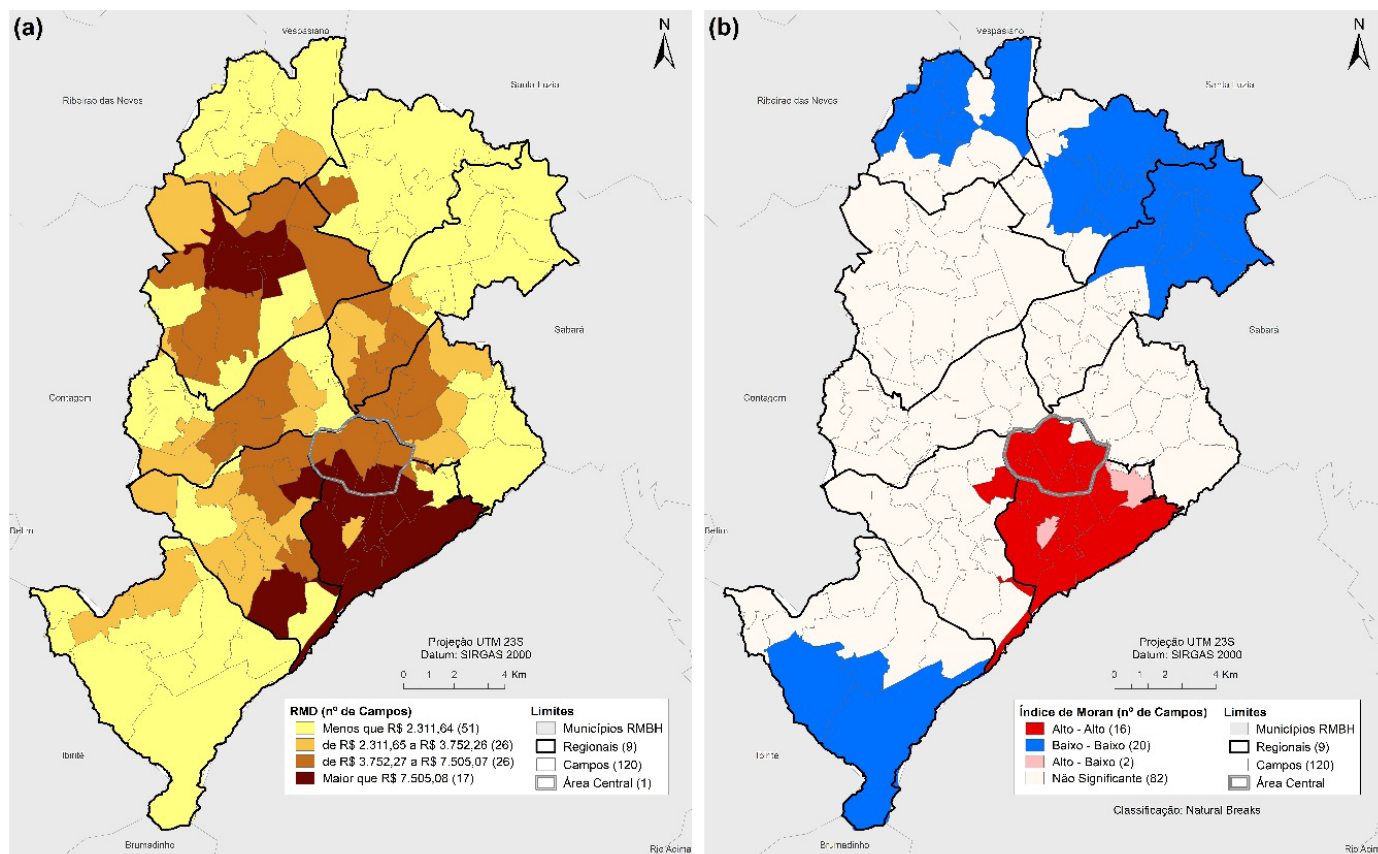 (a)
N
Vespasiano
Ribeirao das Neves
Santa Luzia
Sabará
Contagem
Betim
Ibirité
Brumadinho
Rio Acima
Projeção UTM 23S
Datum: SIRGAS 2000
0 2 4 Km
RMD (nº de Campos)
Menos que R$ 2.311,64 (51)
de R$ 2.311,65 a R$ 3.752,26 (26)
de R$ 3.752,27 a R$ 7.505,07 (26)
Maior que R$ 7.505,08 (17)
Limites
Municípios RMBH
Regionais (9)
Campos (120)
Área Central (1)
(b)
N
Vespasiano
Ribeirao das Neves
Santa Luzia
Sabará
Contagem
Betim
Ibirité
Brumadinho
Rio Acima
Projeção UTM 23S
Datum: SIRGAS 2000
0 2 4 Km
Índice de Moran (nº de Campos)
Alto - Alto (16)
Baixo - Baixo (20)
Alto - Baixo (2)
Não Significante (82)
Limites
Municípios RMBH
Regionais (9)
Campos (120)
Área Central
Classificação: Natural Breaks